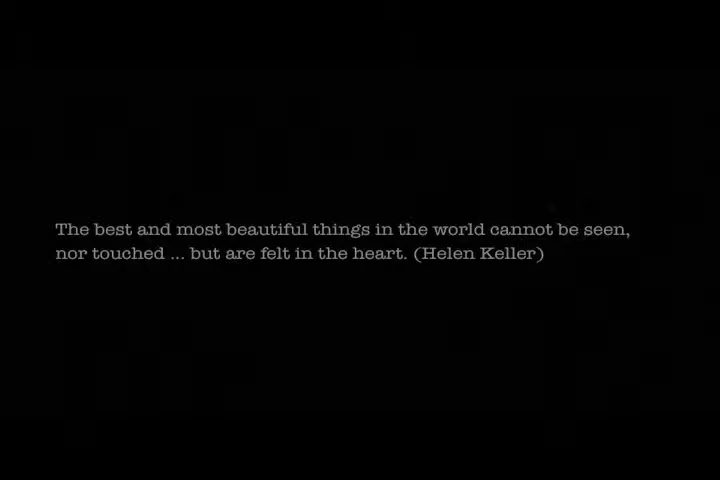 The best and most beautiful things in the world cannot be seen,
nor touched ... but are felt in the heart. (Helen Keller)